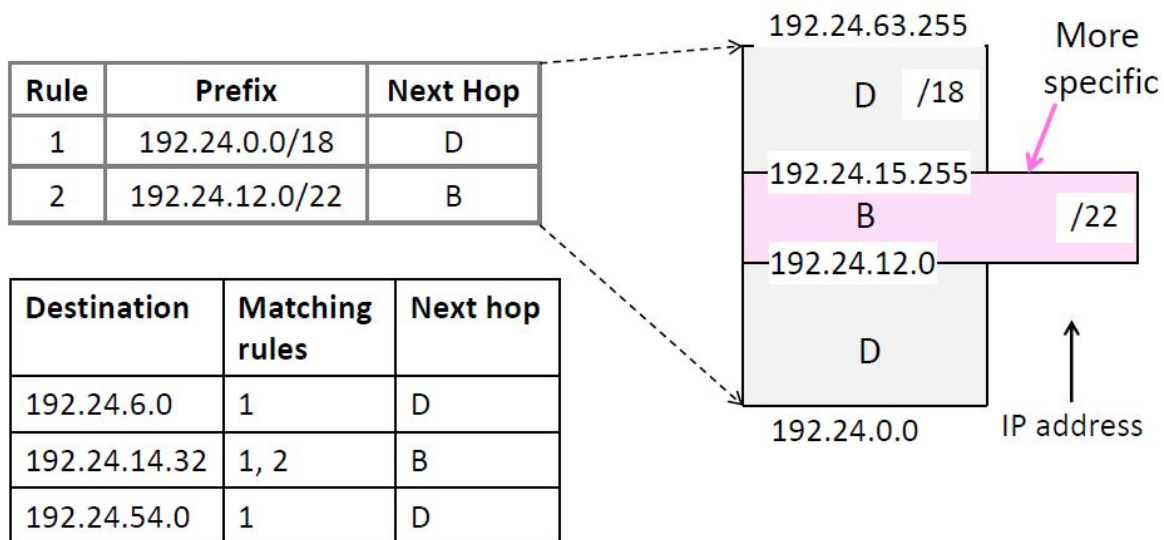 Rule Prefix Next Hop
1 192.24.0.0/18 D
2 192.24.12.0/22 B
Destination Matching rules Next hop
192.24.6.0 1 D
192.24.14.32 1, 2 B
192.24.54.0 1 D
192.24.63.255
More
specific
D /18
192.24.15.255
B /22
192.24.12.0
D
192.24.0.0
IP address